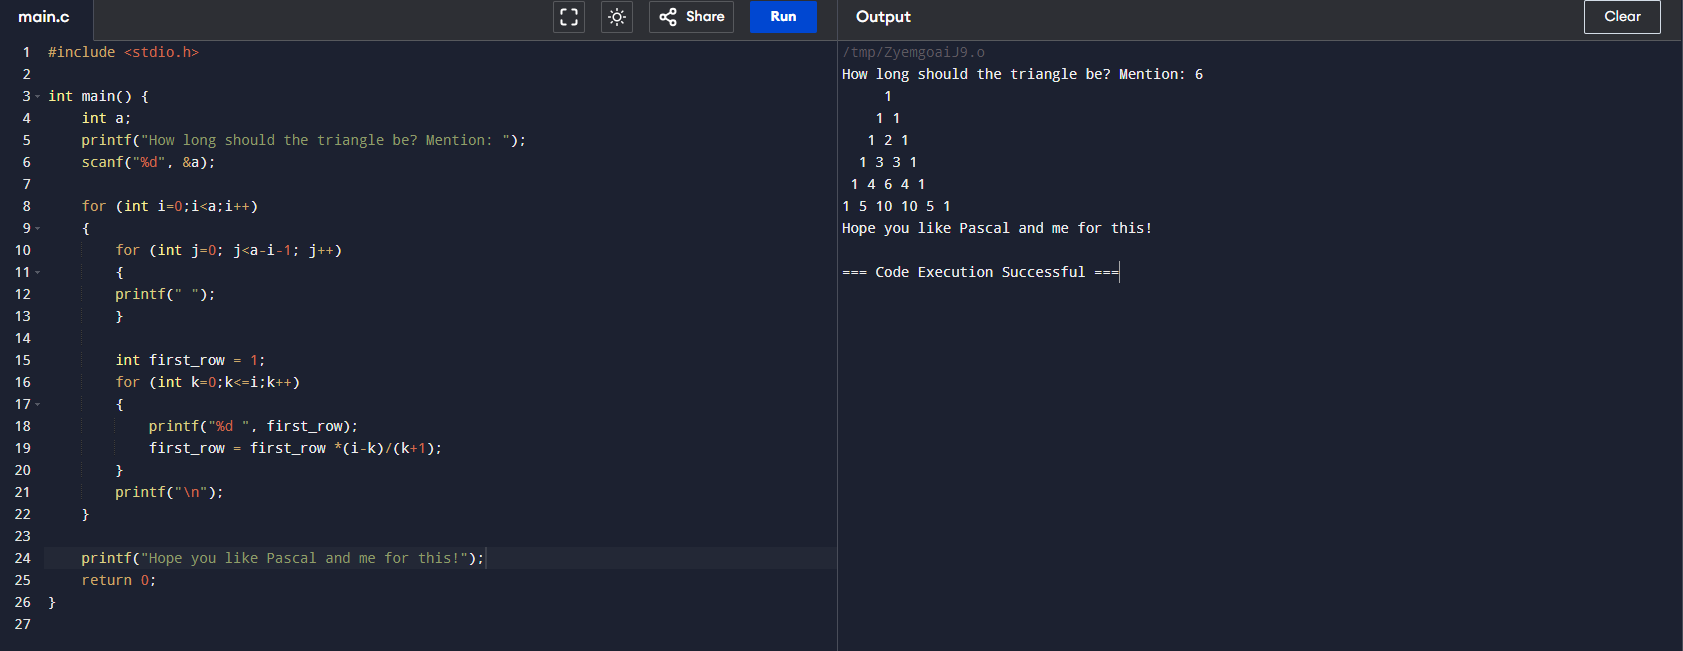 main.c
Share
Run
Output
Clear
1 #include <stdio.h>
2
3 int main() {
4     int a;
5     printf("How long should the triangle be? Mention: ");
6     scanf("%d", &a);
7
8     for (int i=0;i<a;i++)
9     {
10         for (int j=0; j<a-i-1; j++)
11         {
12         printf(" ");
13         }
14
15         int first_row = 1;
16         for (int k=0;k<=i;k++)
17         {
18             printf("%d ", first_row);
19             first_row = first_row *(i-k)/(k+1);
20         }
21         printf("\n");
22     }
23
24     printf("Hope you like Pascal and me for this!");
25     return 0;
26 }
27
/tmp/ZyemgoaiJ9.o
How long should the triangle be? Mention: 6
     1
    1 1
   1 2 1
  1 3 3 1
 1 4 6 4 1
1 5 10 10 5 1
Hope you like Pascal and me for this!
=== Code Execution Successful ===